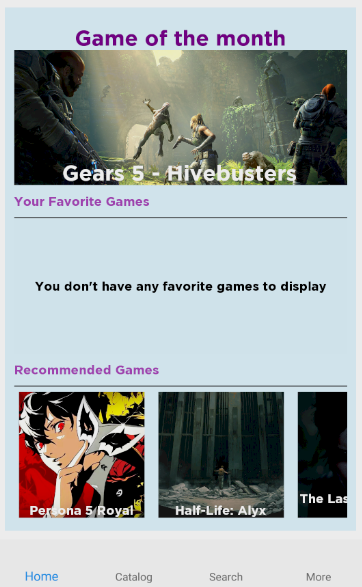 Game of the month
Gears 5 - Hivebusters
Your Favorite Games
You don't have any favorite games to display
Recommended Games
Persona 5 Royal
Half-Life: Alyx
The Las
Home
Catalog
Search
More